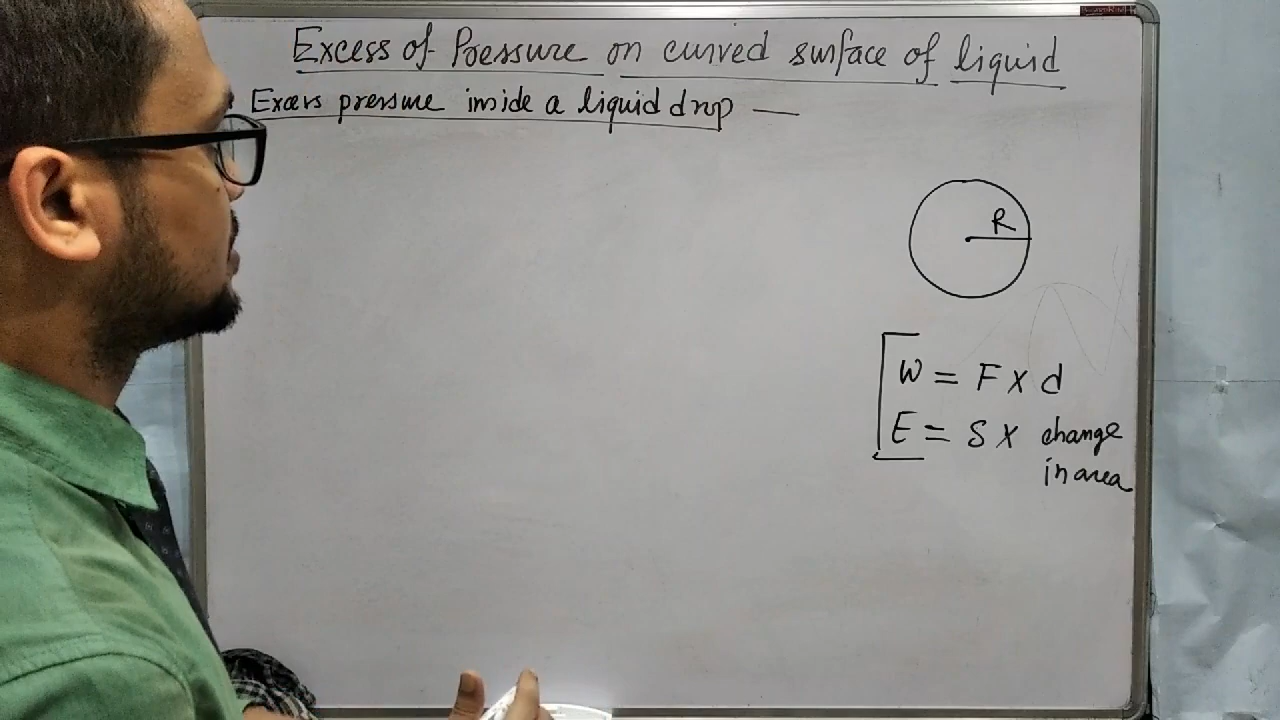 Excess of Pressure on curved surface of liquid
Excess pressure inside a liquid drop —
R
W = F x d
E = S x change
in area